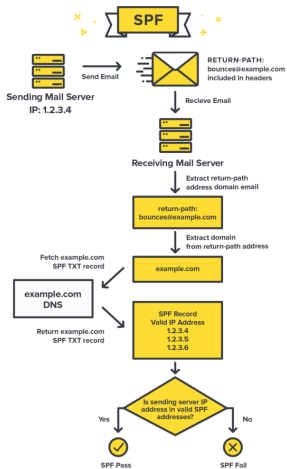 SPF
Send Email
RETURN-PATH:
bounces@example.com
included in headers
Sending Mail Server
IP: 1.2.3.4
Recieve Email
Receiving Mail Server
Extract return-path
address domain email
return-path:
bounces@example.com
Extract domain
from return-path address
Fetch example.com
SPF TXT record
example.com
example.com
DNS
SPF Record
Valid IP Address
1.2.3.4
1.2.3.5
1.2.3.6
Return example.com
SPF TXT record
Is sending server IP
address in valid SPF
addresses?
Yes
No
SPF Pass
SPF Fail